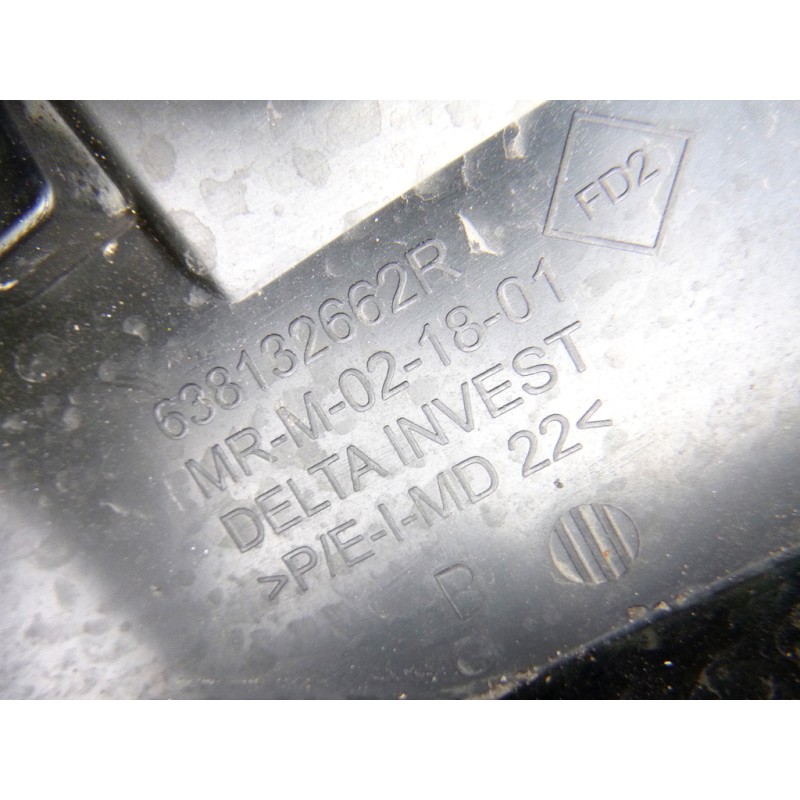 FD2
638132662R
MR-M-02-18-01
DELTA INVEST
>P/E-I-MD 22<
B